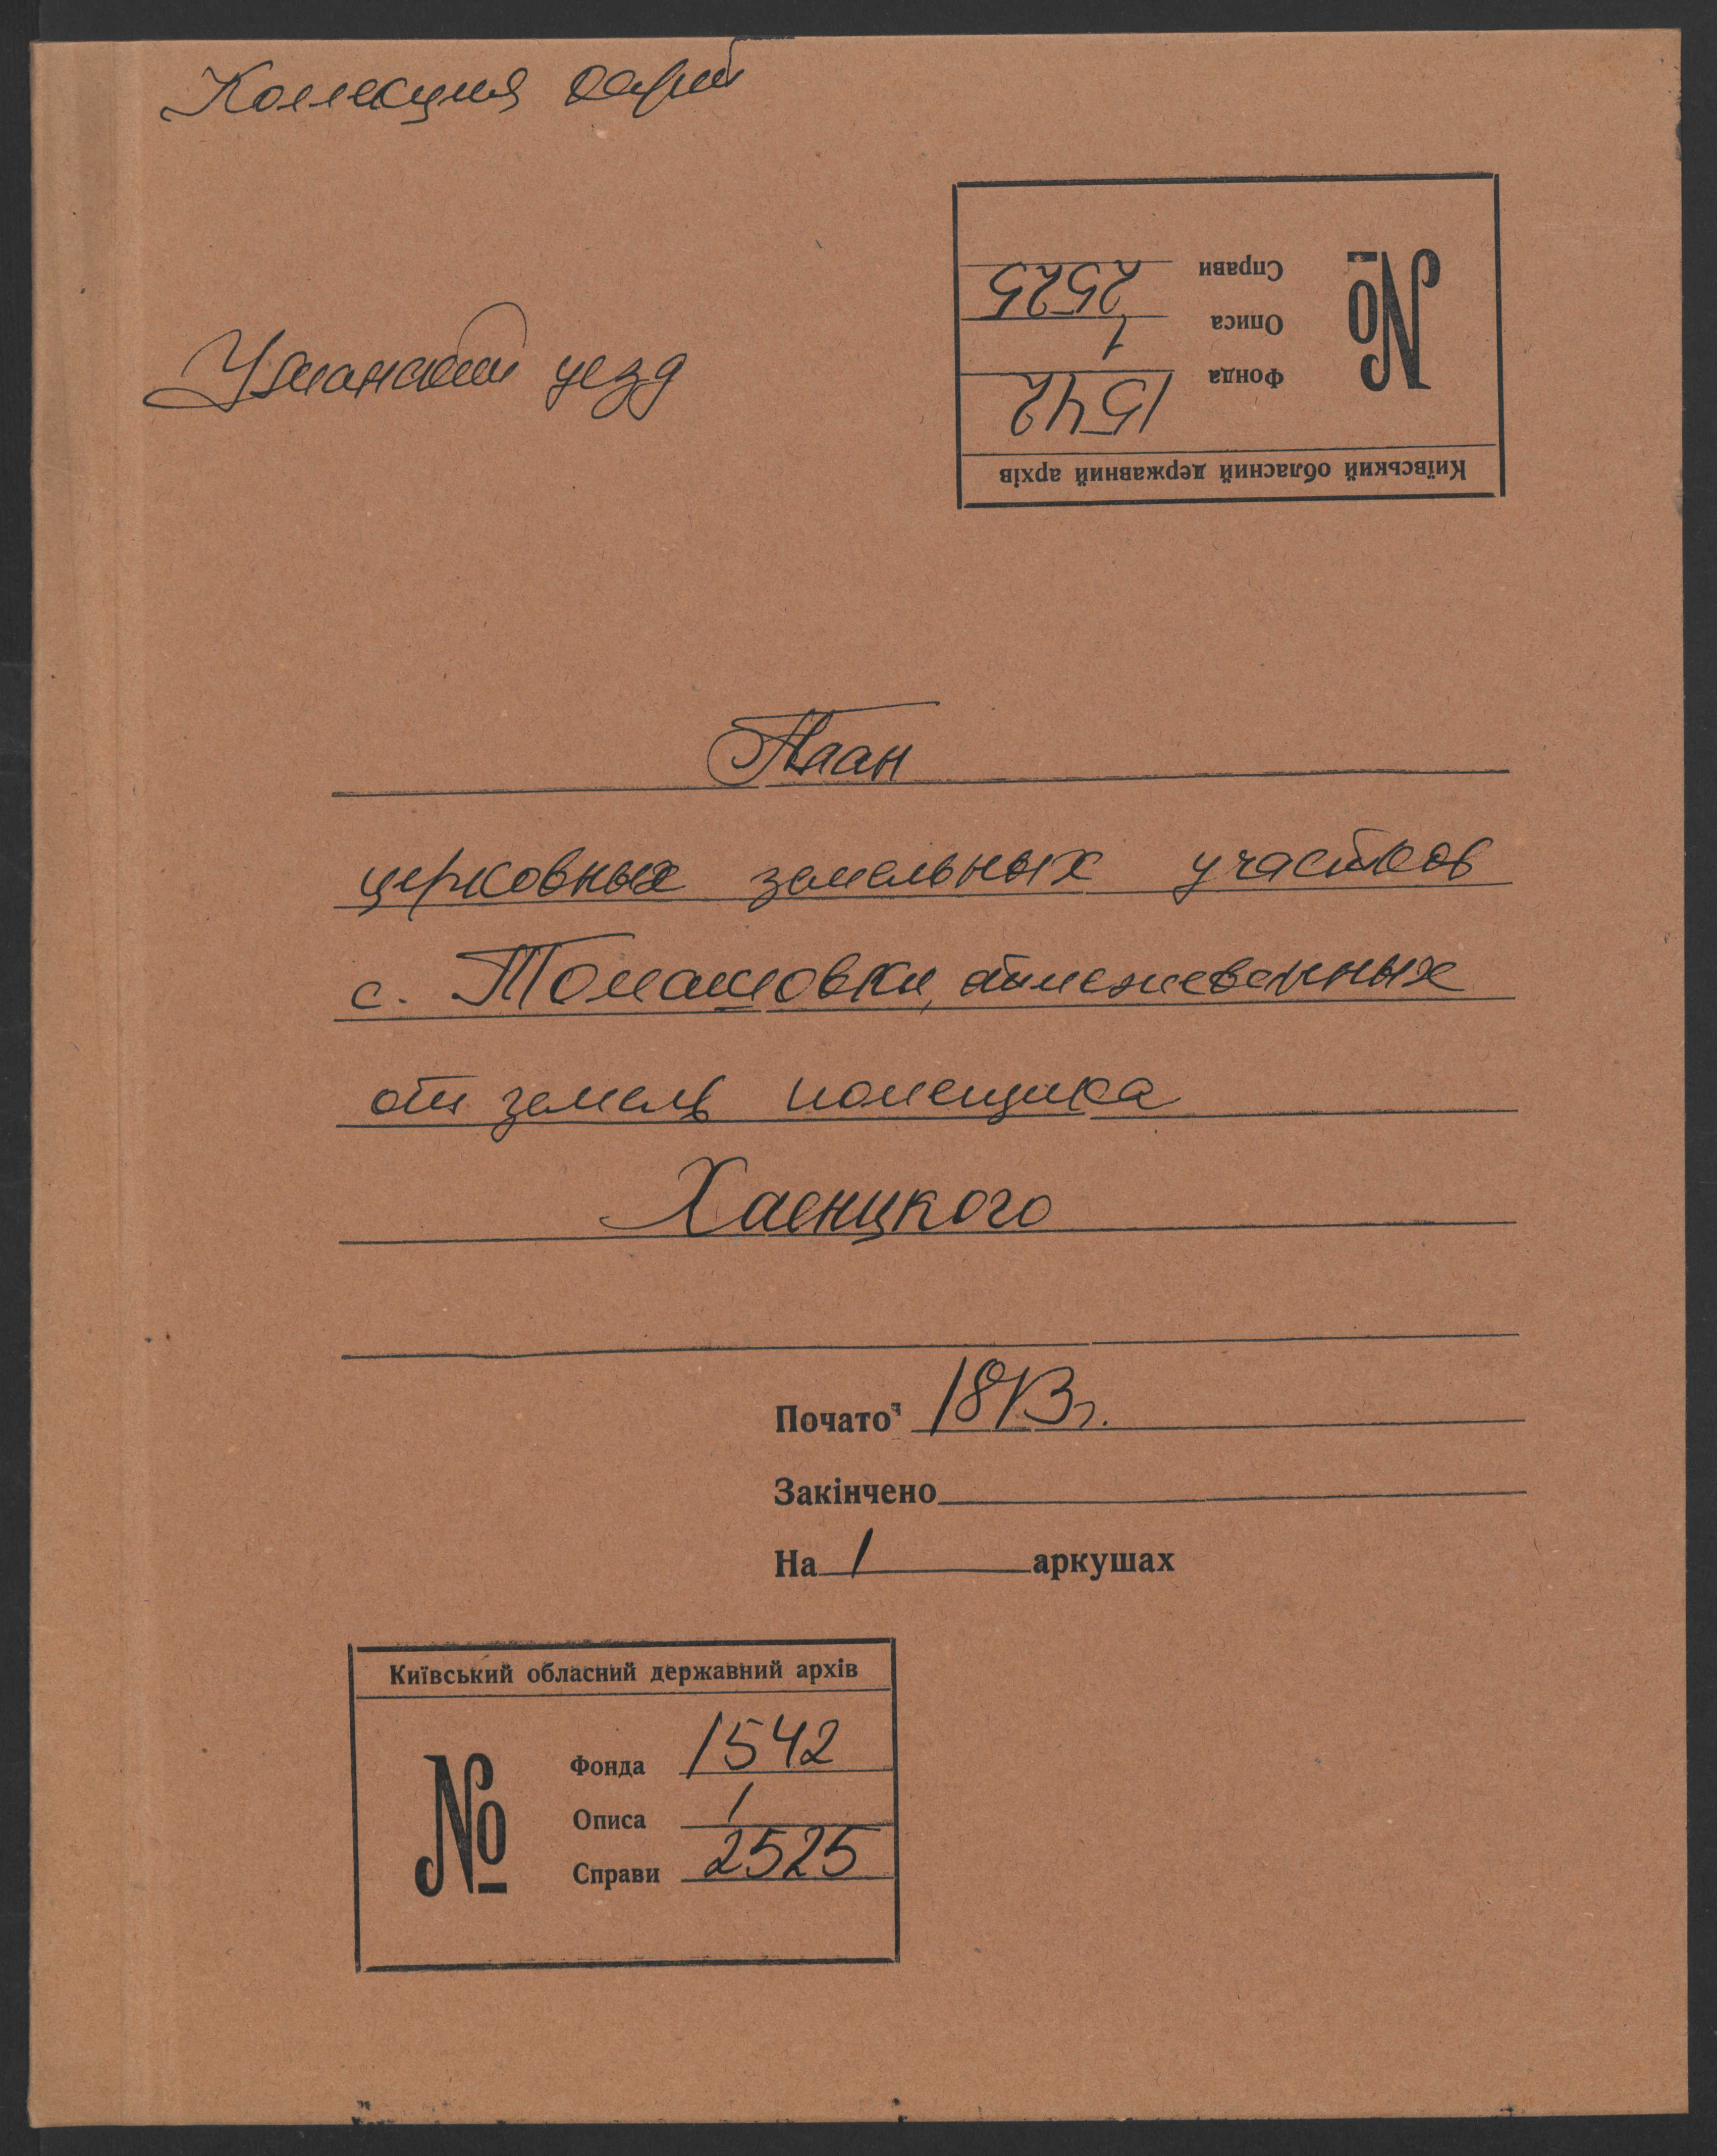 Коллекция карт
Справи 2525
Описа 1
Фонда 1542
№
Київський обласний державний архів
Уманский уезд
План
церковных земельных участков
с. Томашовки, отмежеванных
от земель помещика
Хаенцкого
Почато 1813 г.
Закінчено
На 1 аркушах
Київський обласний державний архів
№
Фонда 1542
Описа 1
Справи 2525